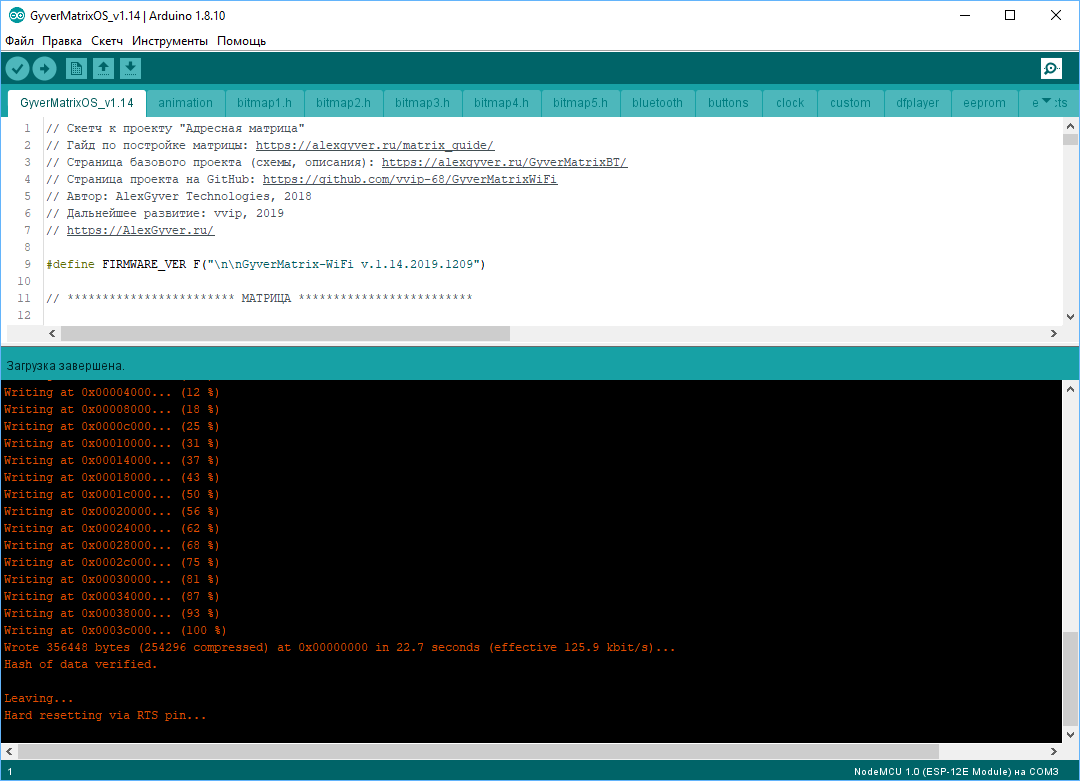 GyverMatrixOS_v1.14 | Arduino 1.8.10
Файл Правка Скетч Инструменты Помощь
GyverMatrixOS_v1.14 animation bitmap1.h bitmap2.h bitmap3.h bitmap4.h bitmap5.h bluetooth buttons clock custom dfplayer eeprom
1 // Скетч к проекту "Адресная матрица"
2 // Гайд по постройке матрицы: https://alexgyver.ru/matrix_guide/
3 // Страница базового проекта (схемы, описания): https://alexgyver.ru/GyverMatrixBT/
4 // Страница проекта на GitHub: https://github.com/vvip-68/GyverMatrixWiFi
5 // Автор: AlexGyver Technologies, 2018
6 // Дальнейшее развитие: vvip, 2019
7 // https://AlexGyver.ru/
8
9 #define FIRMWARE_VER F("\n\nGyverMatrix-WiFi v.1.14.2019.1209")
10
11 // ************************ МАТРИЦА *************************
12
Загрузка завершена.
Writing at 0x00004000... (12 %)
Writing at 0x00008000... (18 %)
Writing at 0x0000c000... (25 %)
Writing at 0x00010000... (31 %)
Writing at 0x00014000... (37 %)
Writing at 0x00018000... (43 %)
Writing at 0x0001c000... (50 %)
Writing at 0x00020000... (56 %)
Writing at 0x00024000... (62 %)
Writing at 0x00028000... (68 %)
Writing at 0x0002c000... (75 %)
Writing at 0x00030000... (81 %)
Writing at 0x00034000... (87 %)
Writing at 0x00038000... (93 %)
Writing at 0x0003c000... (100 %)
Wrote 356448 bytes (254296 compressed) at 0x00000000 in 22.7 seconds (effective 125.9 kbit/s)...
Hash of data verified.
Leaving...
Hard resetting via RTS pin...
1 NodeMCU 1.0 (ESP-12E Module) на COM3